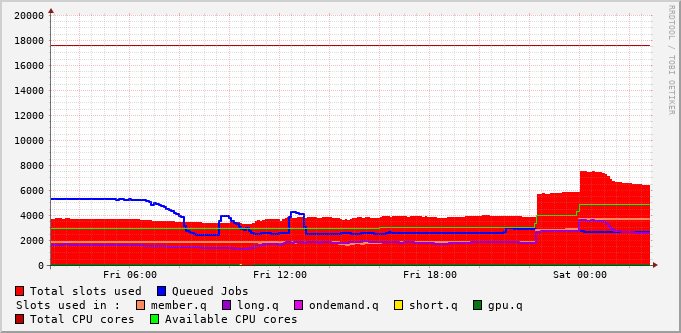 20000
18000
16000
14000
12000
10000
8000
6000
4000
2000
0
Fri 06:00 Fri 12:00 Fri 18:00 Sat 00:00
Total slots used Queued Jobs
Slots used in : member.q long.q ondemand.q short.q gpu.q
Total CPU cores Available CPU cores
RRDTOOL / TOBI OETIKER